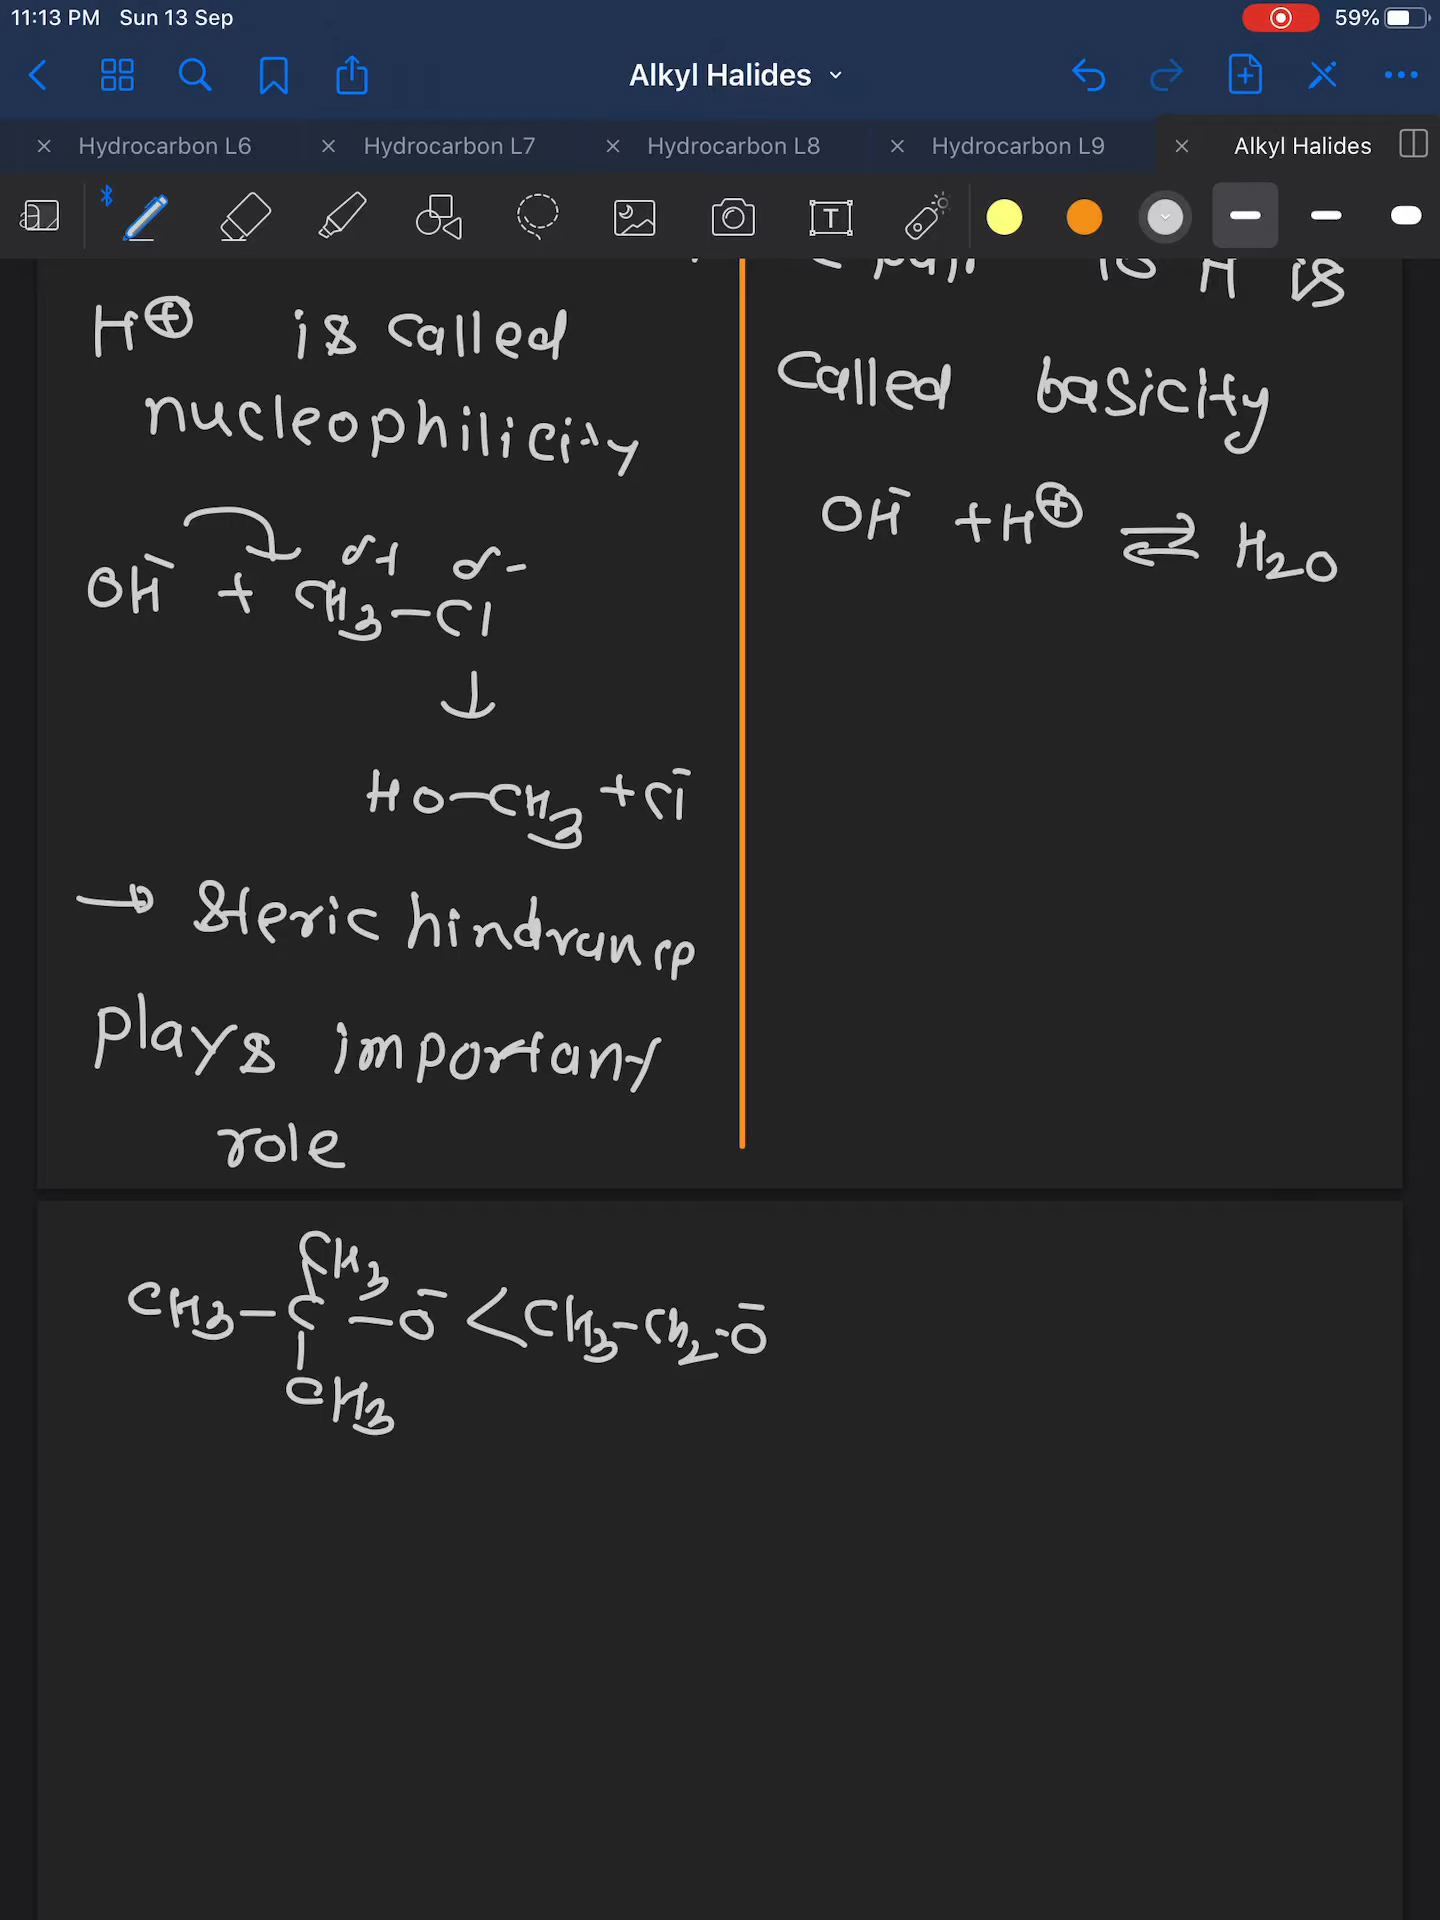 11:13 PM Sun 13 Sep 59%
Alkyl Halides
Hydrocarbon L6 Hydrocarbon L7 Hydrocarbon L8 Hydrocarbon L9 Alkyl Halides
H⊕ is called
nucleophilicity
OH⁻ + CH₃–Cl
δ+ δ-
↓
HO–CH₃ + Cl⁻
→ Steric hindrance
plays important
role
is H is
called basicity
OH⁻ + H⊕ ⇌ H₂O
CH₃
CH₃–C–O⁻ < CH₃–CH₂–O⁻
CH₃